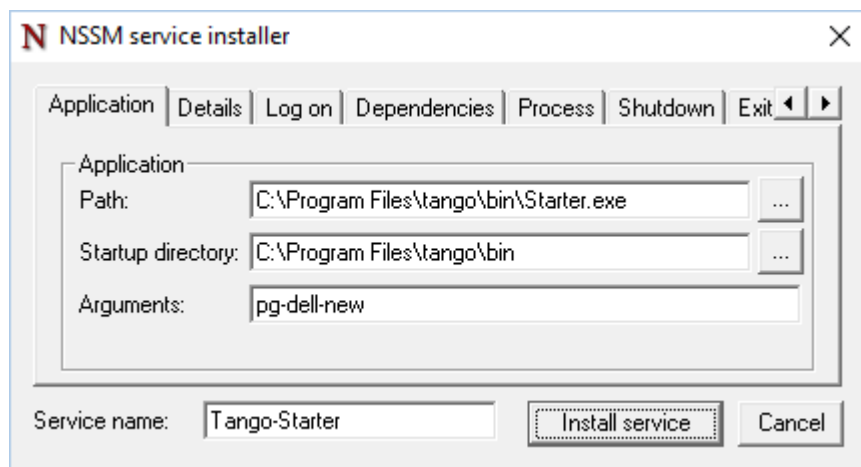 N NSSM service installer
Application Details Log on Dependencies Process Shutdown Exit
Application
Path: C:\Program Files\tango\bin\Starter.exe ...
Startup directory: C:\Program Files\tango\bin ...
Arguments: pg-dell-new
Service name: Tango-Starter Install service Cancel